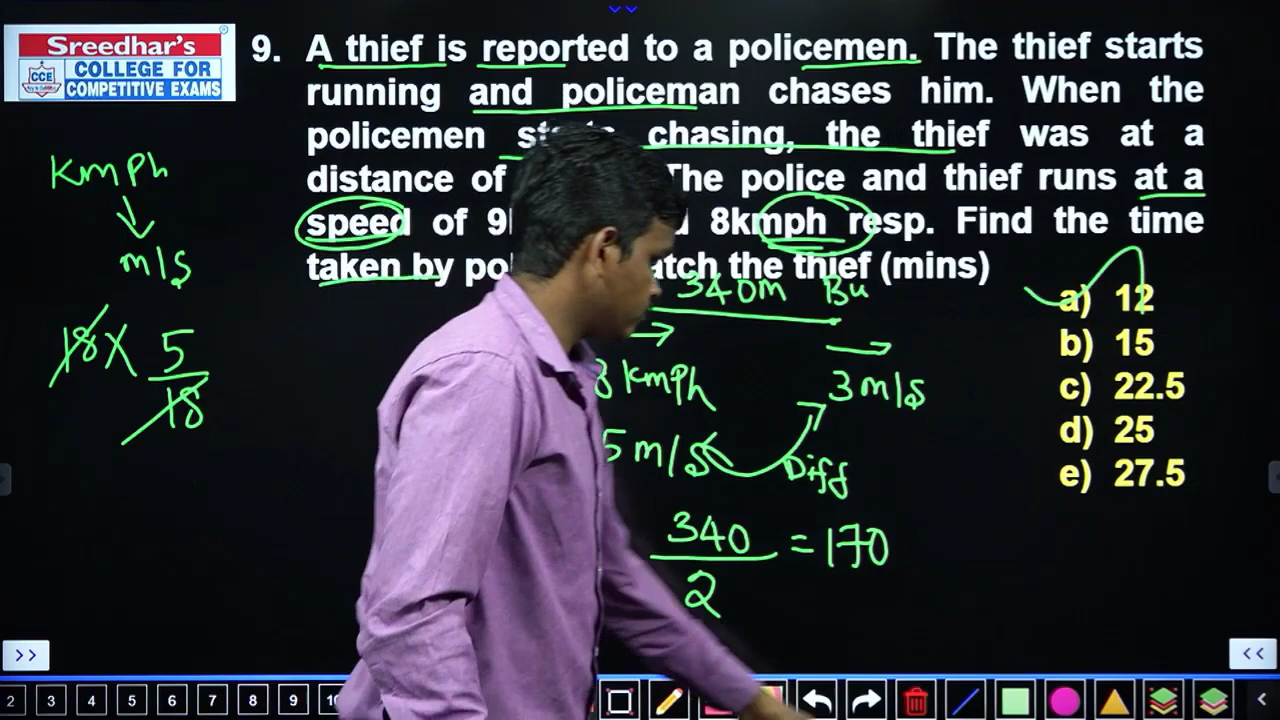 Sreedhar's
CCE
COLLEGE FOR
COMPETITIVE EXAMS
9. A thief is reported to a policemen. The thief starts
running and policeman chases him. When the
policemen chasing, the thief was at a
distance of The police and thief runs at a
speed of 8kmph resp. Find the time
taken by the thief (mins)
a) 12
b) 15
c) 22.5
d) 25
e) 27.5
Kmph
m/s
18 X 5
18
340m Bu
kmph 3 m/s
5 m/s Diff
340 = 170
2
>> <<
2 3 4 5 6 7 8 9